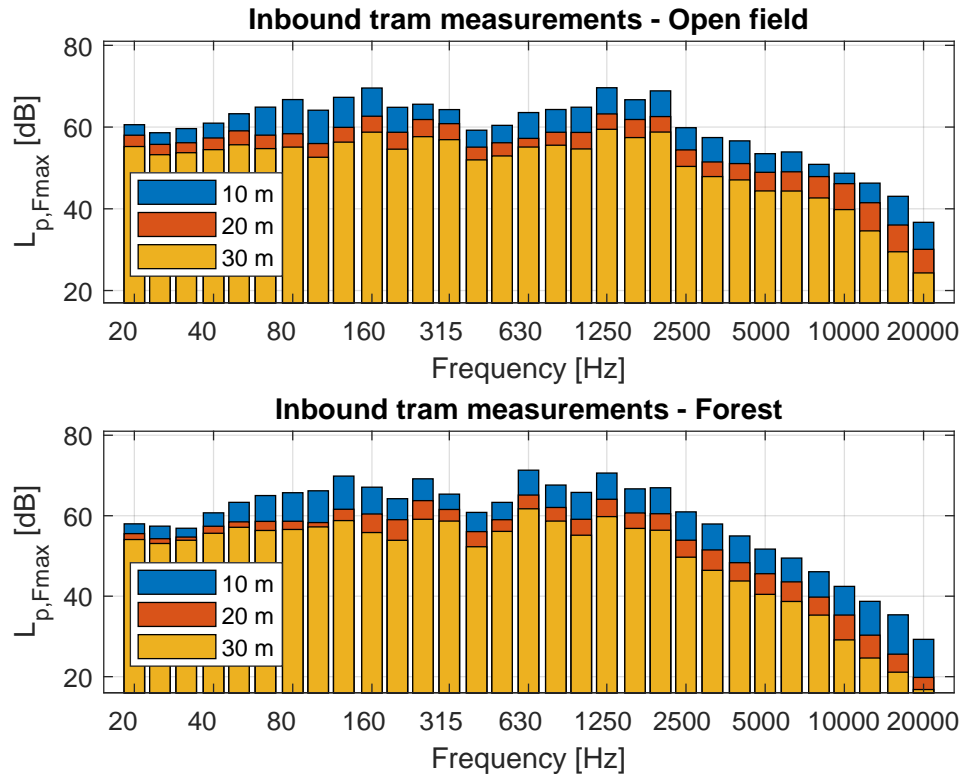 Inbound tram measurements - Open field
80
60
40
20
L_p,Fmax [dB]
10 m
20 m
30 m
20 40 80 160 315 630 1250 2500 5000 10000 20000
Frequency [Hz]
Inbound tram measurements - Forest
80
60
40
20
L_p,Fmax [dB]
10 m
20 m
30 m
20 40 80 160 315 630 1250 2500 5000 10000 20000
Frequency [Hz]